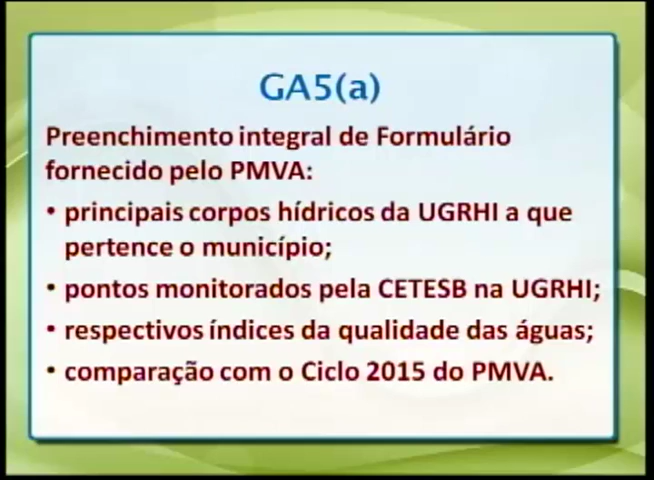 GA5(a)
Preenchimento integral de Formulário
fornecido pelo PMVA:
• principais corpos hídricos da UGRHI a que
pertence o município;
• pontos monitorados pela CETESB na UGRHI;
• respectivos índices da qualidade das águas;
• comparação com o Ciclo 2015 do PMVA.